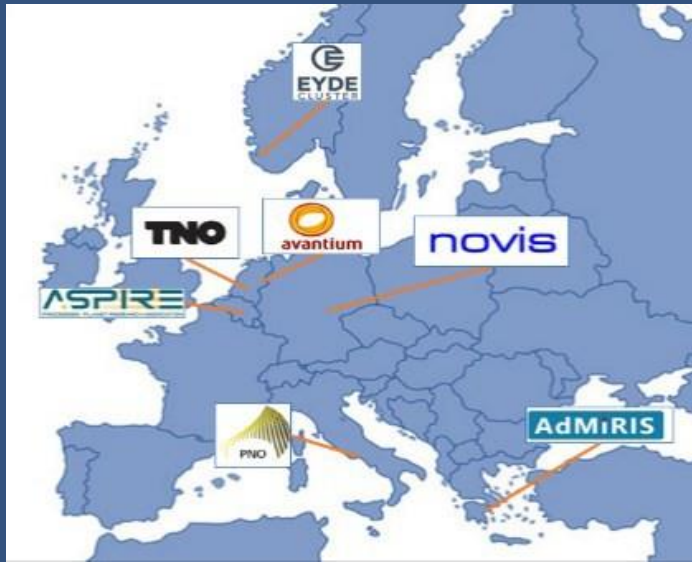 EYDE
CLUSTER
TNO
avantium
novis
ASPIRE
PNO
AdMiRIS